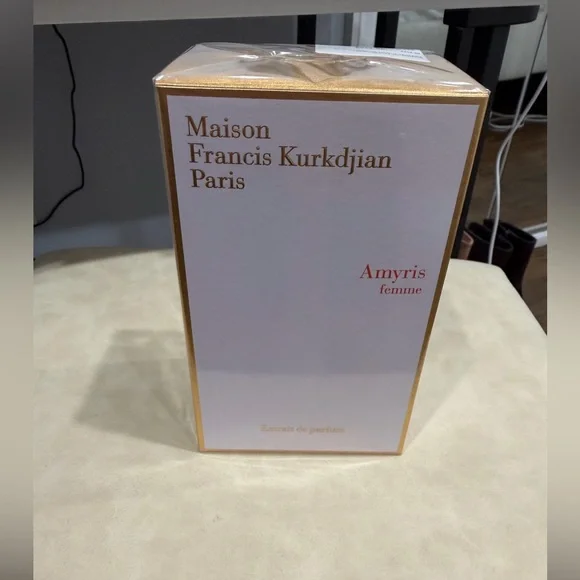 Maison
Francis Kurkdjian
Paris
Amyris
femme
Extrait de parfum